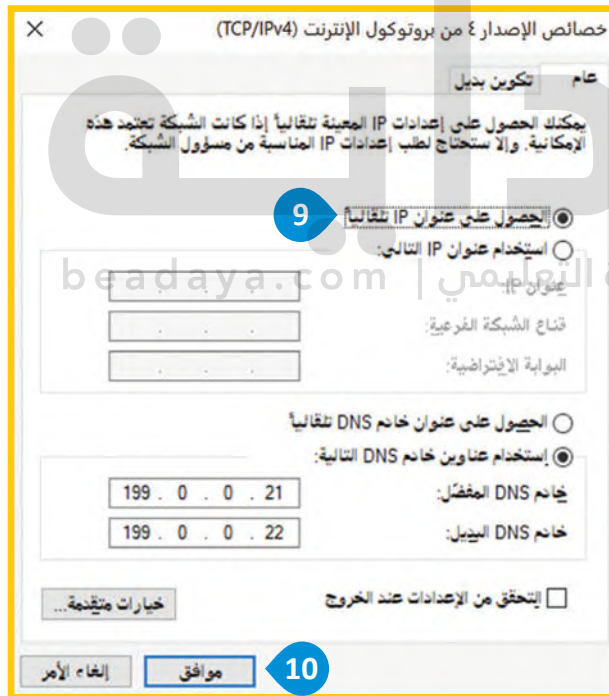 خصائص الإصدار ٤ من بروتوكول الإنترنت (TCP/IPv4)
عام
تكوين بديل
يمكنك الحصول على إعدادات IP المعينة تلقائياً إذا كانت الشبكة تعتمد هذه
الإمكانية. وإلا ستحتاج لطلب إعدادات IP المناسبة من مسؤول الشبكة.
الحصول على عنوان IP تلقائياً
9
استخدام عنوان IP التالي:
beadaya.com | التعليمي
عنوان IP:
قناع الشبكة الفرعية:
البوابة الافتراضية:
الحصول على عنوان خادم DNS تلقائياً
إستخدام عناوين خادم DNS التالية:
خادم DNS المفضّل:
199 . 0 . 0 . 21
خادم DNS البديل:
199 . 0 . 0 . 22
التحقق من الإعدادات عند الخروج
خيارات متقدمة...
10
موافق
إلغاء الأمر